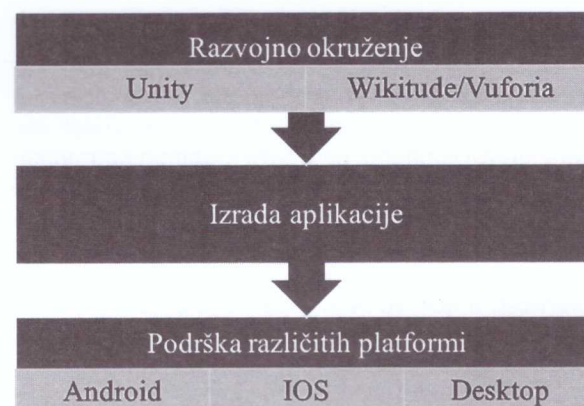 Razvojno okruženje
Unity Wikitude/Vuforia
Izrada aplikacije
Podrška različitih platformi
Android IOS Desktop